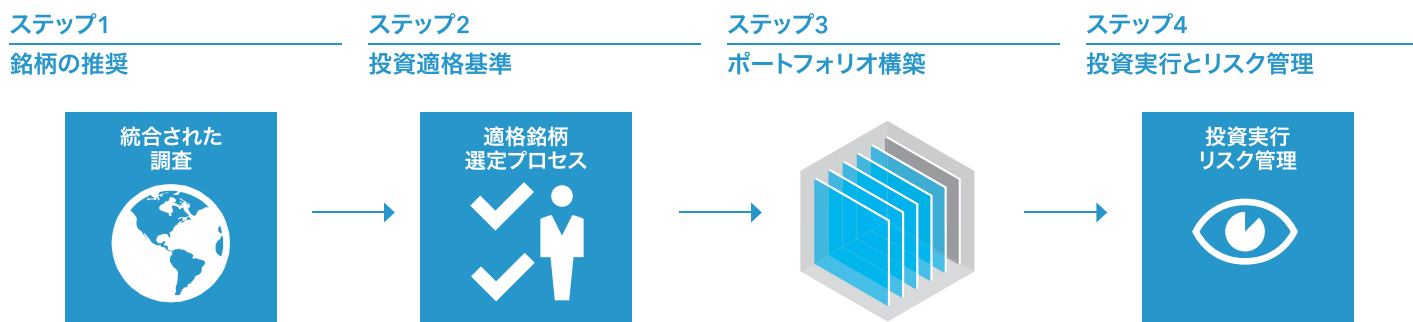 ステップ1
銘柄の推奨
統合された
調査
ステップ2
投資適格基準
適格銘柄
選定プロセス
ステップ3
ポートフォリオ構築
ステップ4
投資実行とリスク管理
投資実行
リスク管理